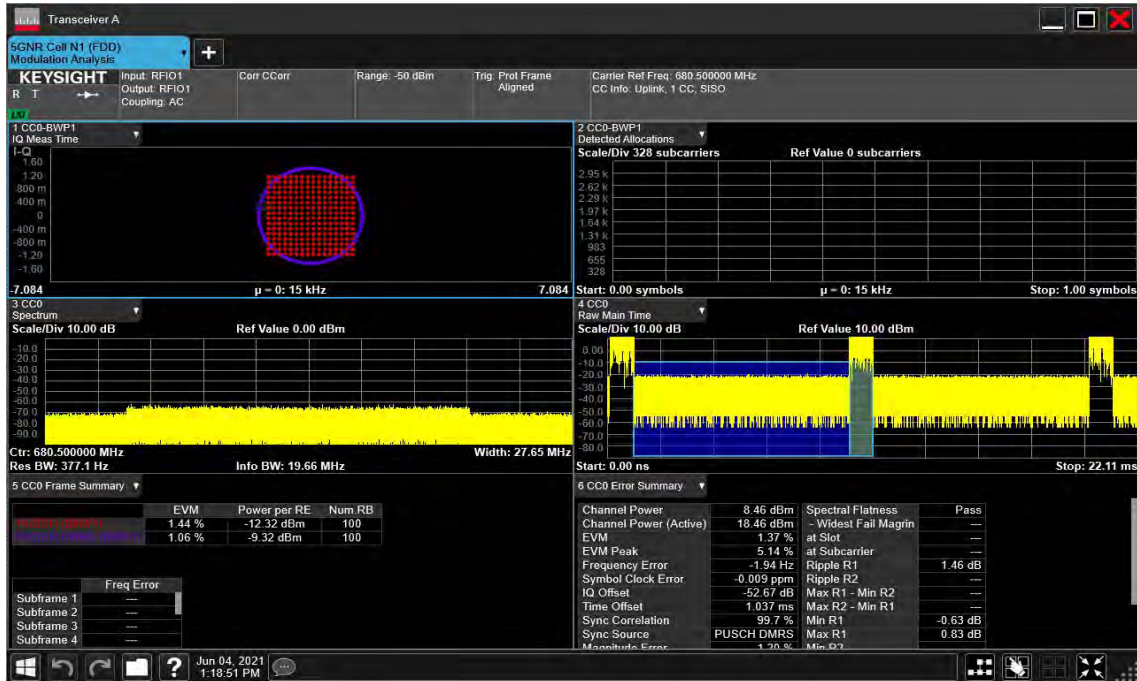 Transceiver A
5GNR Cell N1 (FDD)
Modulation Analysis
+
KEYSIGHT
R T
LXI
Input: RFIO1
Output: RFIO1
Coupling: AC
Corr CCorr
Range: -50 dBm
Trig: Prot Frame
Aligned
Carrier Ref Freq: 680.500000 MHz
CC Info: Uplink, 1 CC, SISO
1 CC0-BWP1
IQ Meas Time
I-Q
1.60
1.20
800 m
400 m
0
-400 m
-800 m
-1.20
-1.60
-7.084 µ = 0: 15 kHz 7.084
2 CC0-BWP1
Detected Allocations
Scale/Div 328 subcarriers Ref Value 0 subcarriers
2.95 k
2.62 k
2.29 k
1.97 k
1.64 k
1.31 k
983
655
328
Start: 0.00 symbols µ = 0: 15 kHz Stop: 1.00 symbols
3 CC0
Spectrum
Scale/Div 10.00 dB Ref Value 0.00 dBm
-10.0
-20.0
-30.0
-40.0
-50.0
-60.0
-70.0
-80.0
-90.0
Ctr: 680.500000 MHz Width: 27.65 MHz
Res BW: 377.1 Hz Info BW: 19.66 MHz
4 CC0
Raw Main Time
Scale/Div 10.00 dB Ref Value 10.00 dBm
0.00
-10.0
-20.0
-30.0
-40.0
-50.0
-60.0
-70.0
-80.0
Start: 0.00 ns Stop: 22.11 ms
5 CC0 Frame Summary
EVM Power per RE Num.RB
1.44 % -12.32 dBm 100
1.06 % -9.32 dBm 100
Freq Error
Subframe 1 ---
Subframe 2 ---
Subframe 3 ---
Subframe 4 ---
6 CC0 Error Summary
Channel Power 8.46 dBm Spectral Flatness Pass
Channel Power (Active) 18.46 dBm - Widest Fail Magrin ---
EVM 1.37 % at Slot ---
EVM Peak 5.14 % at Subcarrier ---
Frequency Error -1.94 Hz Ripple R1 1.46 dB
Symbol Clock Error -0.009 ppm Ripple R2 ---
IQ Offset -52.67 dB Max R1 - Min R2 ---
Time Offset 1.037 ms Max R2 - Min R1 ---
Sync Correlation 99.7 % Min R1 -0.63 dB
Sync Source PUSCH DMRS Max R1 0.83 dB
Magnitude Error 1.20 % Min R2
?
Jun 04, 2021
1:18:51 PM